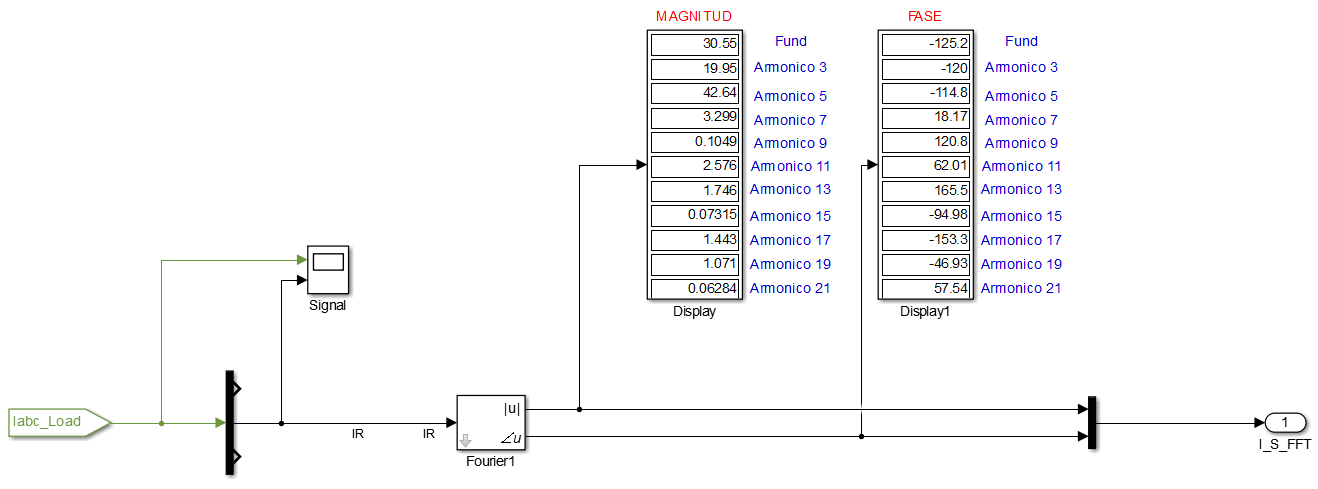 MAGNITUD FASE
30.55 Fund -125.2 Fund
19.95 Armonico 3 -120 Armonico 3
42.64 Armonico 5 -114.8 Armonico 5
3.299 Armonico 7 18.17 Armonico 7
0.1049 Armonico 9 120.8 Armonico 9
2.576 Armonico 11 62.01 Armonico 11
1.746 Armonico 13 165.5 Armonico 13
0.07315 Armonico 15 -94.98 Armonico 15
1.443 Armonico 17 -153.3 Armonico 17
1.071 Armonico 19 -46.93 Armonico 19
0.06284 Armonico 21 57.54 Armonico 21
Signal Display Display1
|u|
Iabc_Load 1
IR IR ∠u
I_S_FFT
Fourier1